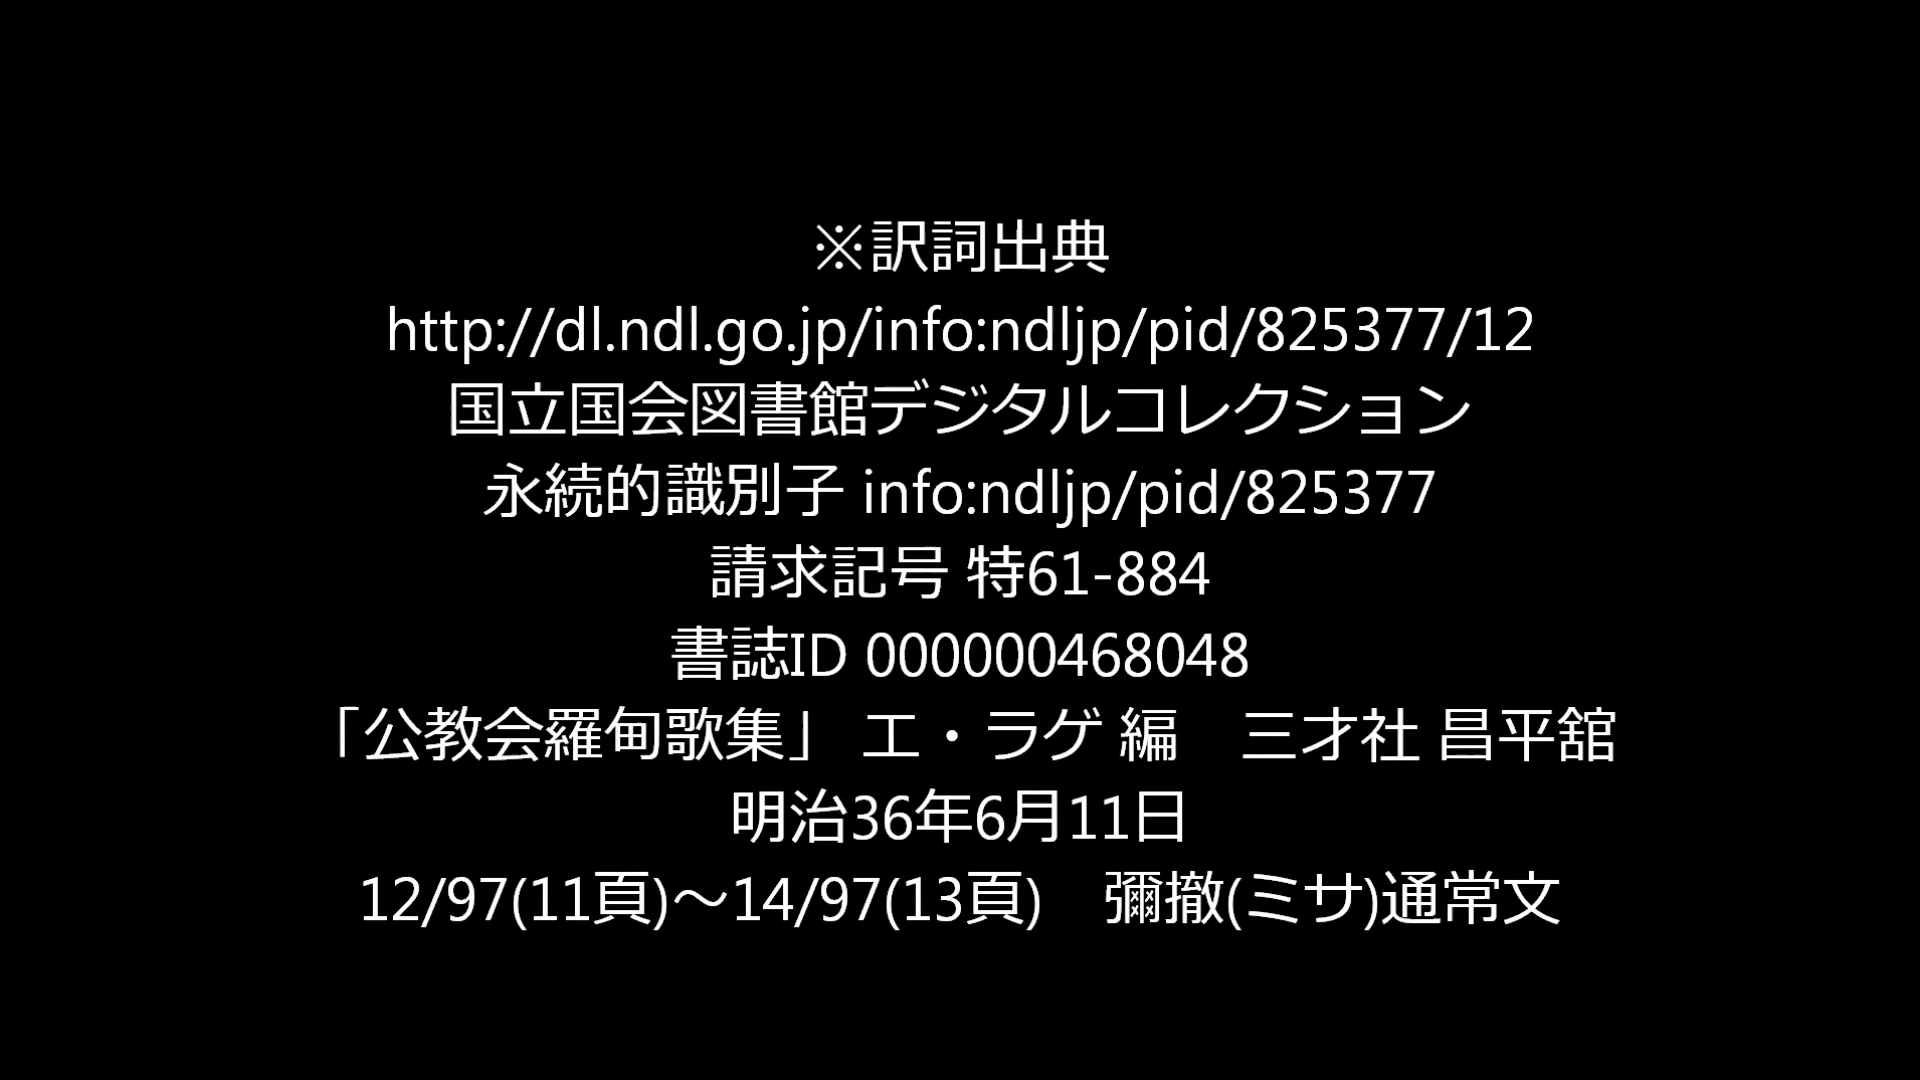 ※訳詞出典
http://dl.ndl.go.jp/info:ndljp/pid/825377/12
国立国会図書館デジタルコレクション
永続的識別子 info:ndljp/pid/825377
請求記号 特61-884
書誌ID 000000468048
「公教会羅甸歌集」 エ・ラゲ 編　三才社 昌平舘
明治36年6月11日
12/97(11頁)～14/97(13頁)　彌撒(ミサ)通常文